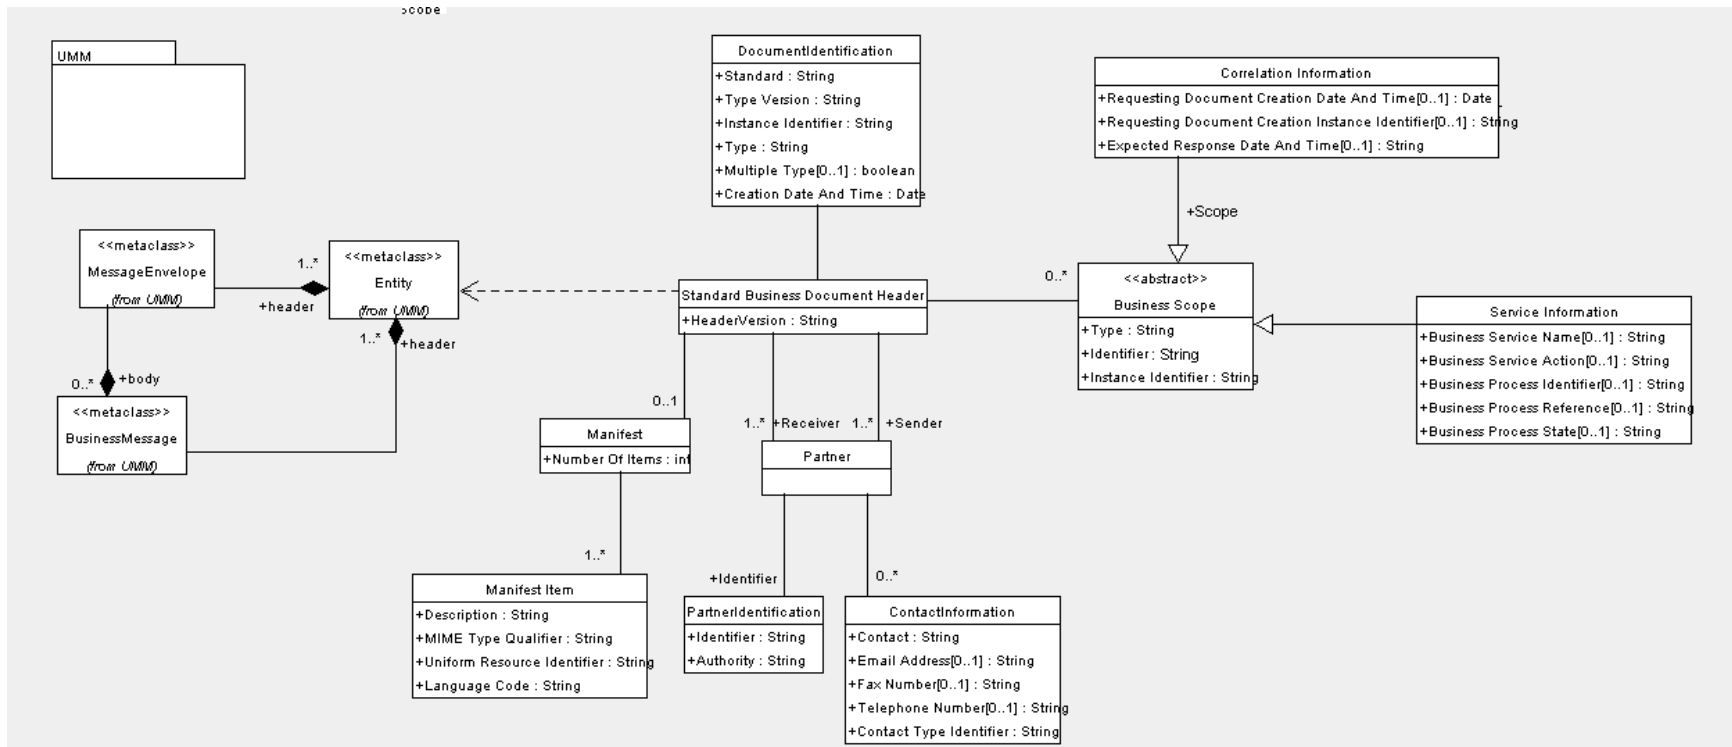 Scope
UMM
DocumentIdentification
+Standard : String
+Type Version : String
+Instance Identifier : String
+Type : String
+Multiple Type[0..1] : boolean
+Creation Date And Time : Date
Correlation Information
+Requesting Document Creation Date And Time[0..1] : Date
+Requesting Document Creation Instance Identifier[0..1] : String
+Expected Response Date And Time[0..1] : String
+Scope
<<metaclass>>
MessageEnvelope
(from UMM)
1..*
+header
<<metaclass>>
Entity
(from UMM)
1..*
+header
0..*
+body
<<metaclass>>
BusinessMessage
(from UMM)
Standard Business Document Header
+HeaderVersion : String
0..*
<<abstract>>
Business Scope
+Type : String
+Identifier : String
+Instance Identifier : String
Service Information
+Business Service Name[0..1] : String
+Business Service Action[0..1] : String
+Business Process Identifier[0..1] : String
+Business Process Reference[0..1] : String
+Business Process State[0..1] : String
0..1
Manifest
+Number Of Items : int
1..*
+Receiver
1..*
+Sender
Partner
1..*
Manifest Item
+Description : String
+MIME Type Qualifier : String
+Uniform Resource Identifier : String
+Language Code : String
+Identifier
PartnerIdentification
+Identifier : String
+Authority : String
0..*
ContactInformation
+Contact : String
+Email Address[0..1] : String
+Fax Number[0..1] : String
+Telephone Number[0..1] : String
+Contact Type Identifier : String